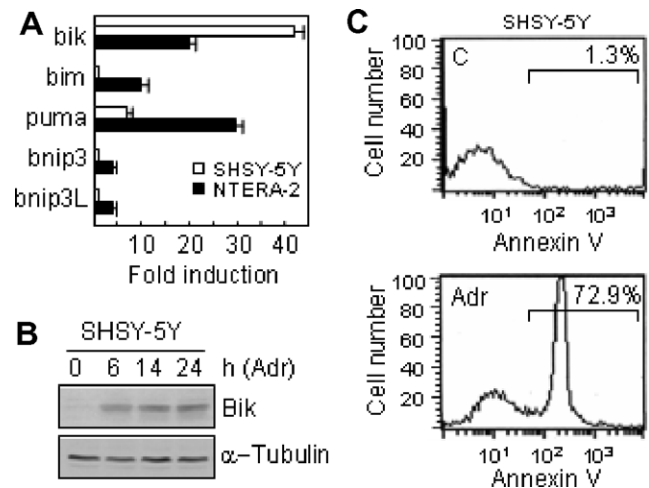 A
bik
bim
puma
bnip3
bnip3L
SHSY-5Y
NTERA-2
10 20 30 40
Fold induction
B
SHSY-5Y
0 6 14 24 h (Adr)
Bik
α–Tubulin
C
SHSY-5Y
100
80
60
40
20
Cell number
C
1.3%
10¹ 10² 10³
Annexin V
100
80
60
40
20
Cell number
Adr
72.9%
10¹ 10² 10³
Annexin V